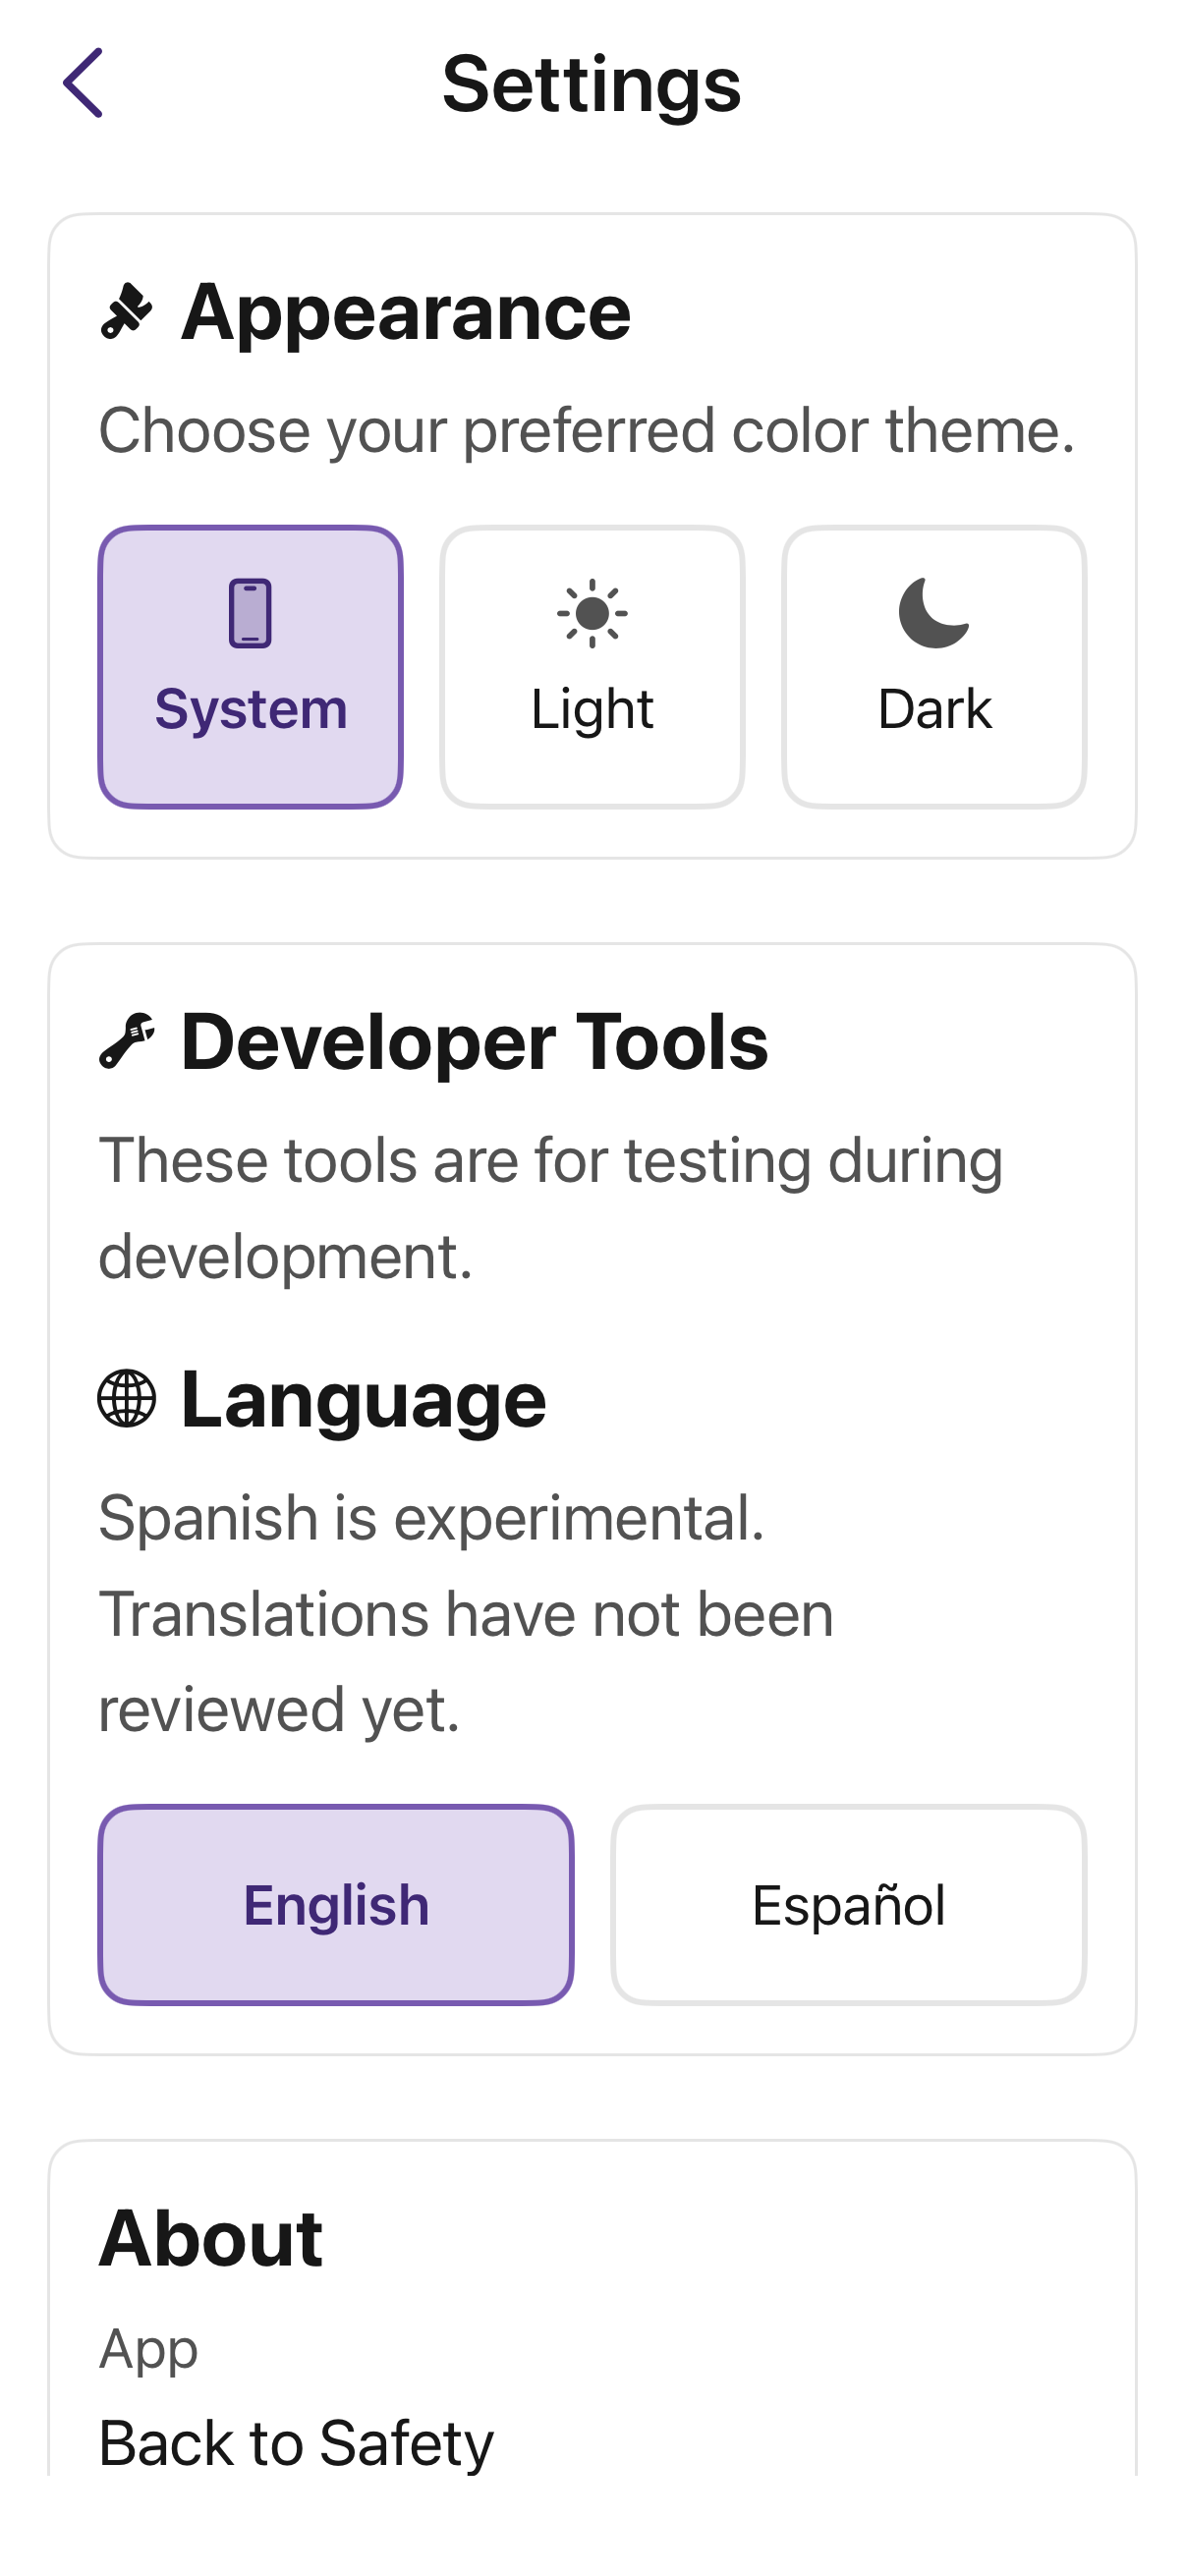 Settings
Appearance
Choose your preferred color theme.
System
Light
Dark
Developer Tools
These tools are for testing during
development.
Language
Spanish is experimental.
Translations have not been
reviewed yet.
English
Español
About
App
Back to Safety